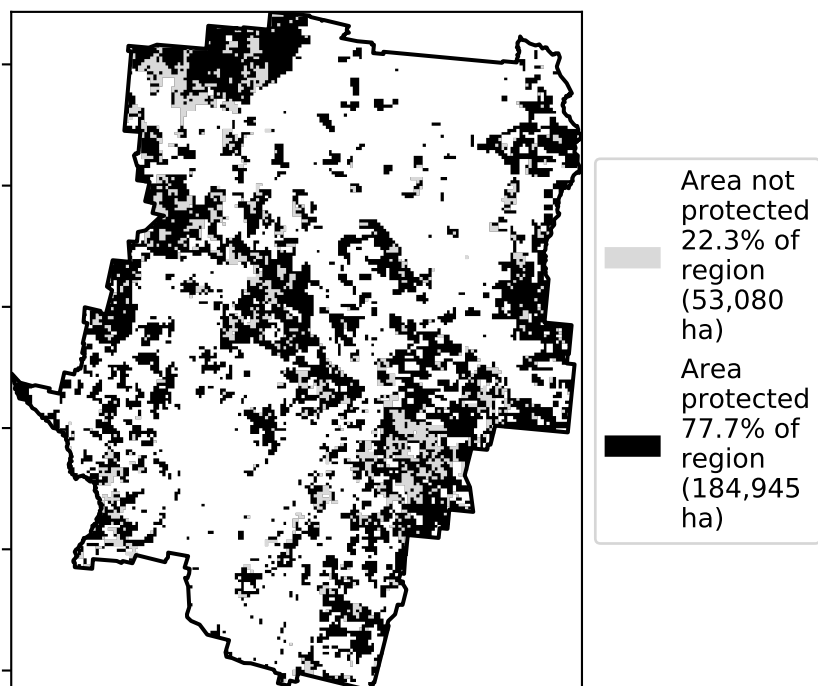 Area not
protected
22.3% of
region
(53,080
ha)
Area
protected
77.7% of
region
(184,945
ha)